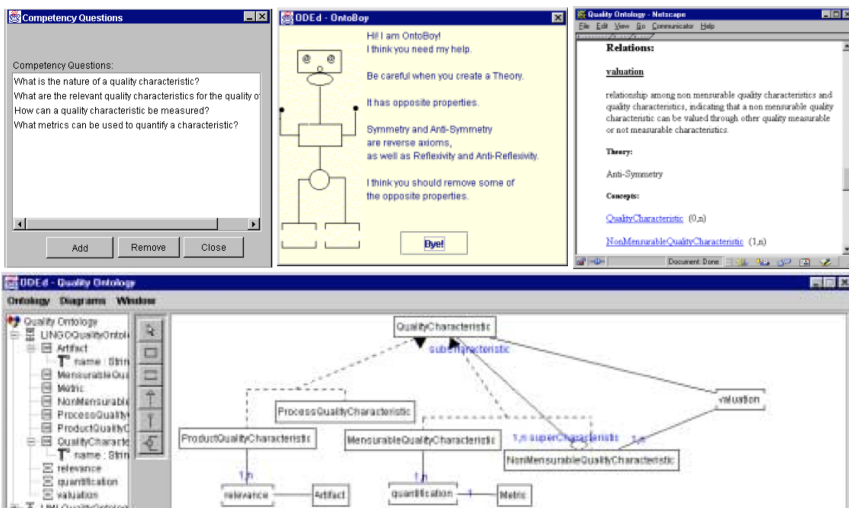 Competency Questions
Competency Questions:
What is the nature of a quality characteristic?
What are the relevant quality characteristics for the quality of
How can a quality characteristic be measured?
What metrics can be used to quantify a characteristic?
Add
Remove
Close
ODEd - OntoBoy
Hi! I am OntoBoy!
I think you need my help.
Be careful when you create a Theory.
It has opposite properties.
Symmetry and Anti-Symmetry
are reverse axioms,
as well as Reflexivity and Anti-Reflexivity.
I think you should remove some of
the opposite properties.
Bye!
Quality Ontology - Netscape
File Edit View Go Communicator Help
Relations:
valuation
relationship among non mensurable quality characteristics and
quality characteristics, indicating that a non mensurable quality
characteristic can be valued through other quality measurable
or not measurable characteristics.
Theory:
Anti-Symmetry
Concepts:
QualityCharacteristic (0,n)
NonMensurableQualityCharacteristic (1,n)
Document: Done
ODEd - Quality Ontology
Ontology Diagrams Window
Quality Ontology
LINGOQualityOntol
Artifact
name : Strin
MensurableQua
Metric
NonMensurable
ProcessQuality
ProductQualityC
QualityCharacte
name : Strin
relevance
quantification
valuation
UMLQualityOntolog
QualityCharacteristic
subCharacteristic
valuation
ProcessQualityCharacteristic
ProductQualityCharacteristic
MensurableQualityCharacteristic
1,n superCharacteristic
1,n
NonMensurableQualityCharacteristic
1,n
1,n
relevance
Artifact
quantification
1
Metric